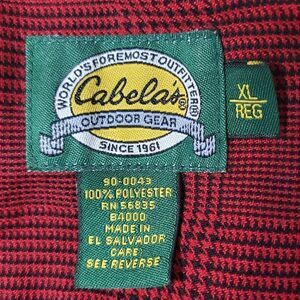 WORLD'S FOREMOST OUTFITTER®
Cabela's®
OUTDOOR GEAR
SINCE 1961
XL
REG
90-0043
100% POLYESTER
RN 56835
B4000
MADE IN
EL SALVADOR
CARE
SEE REVERSE